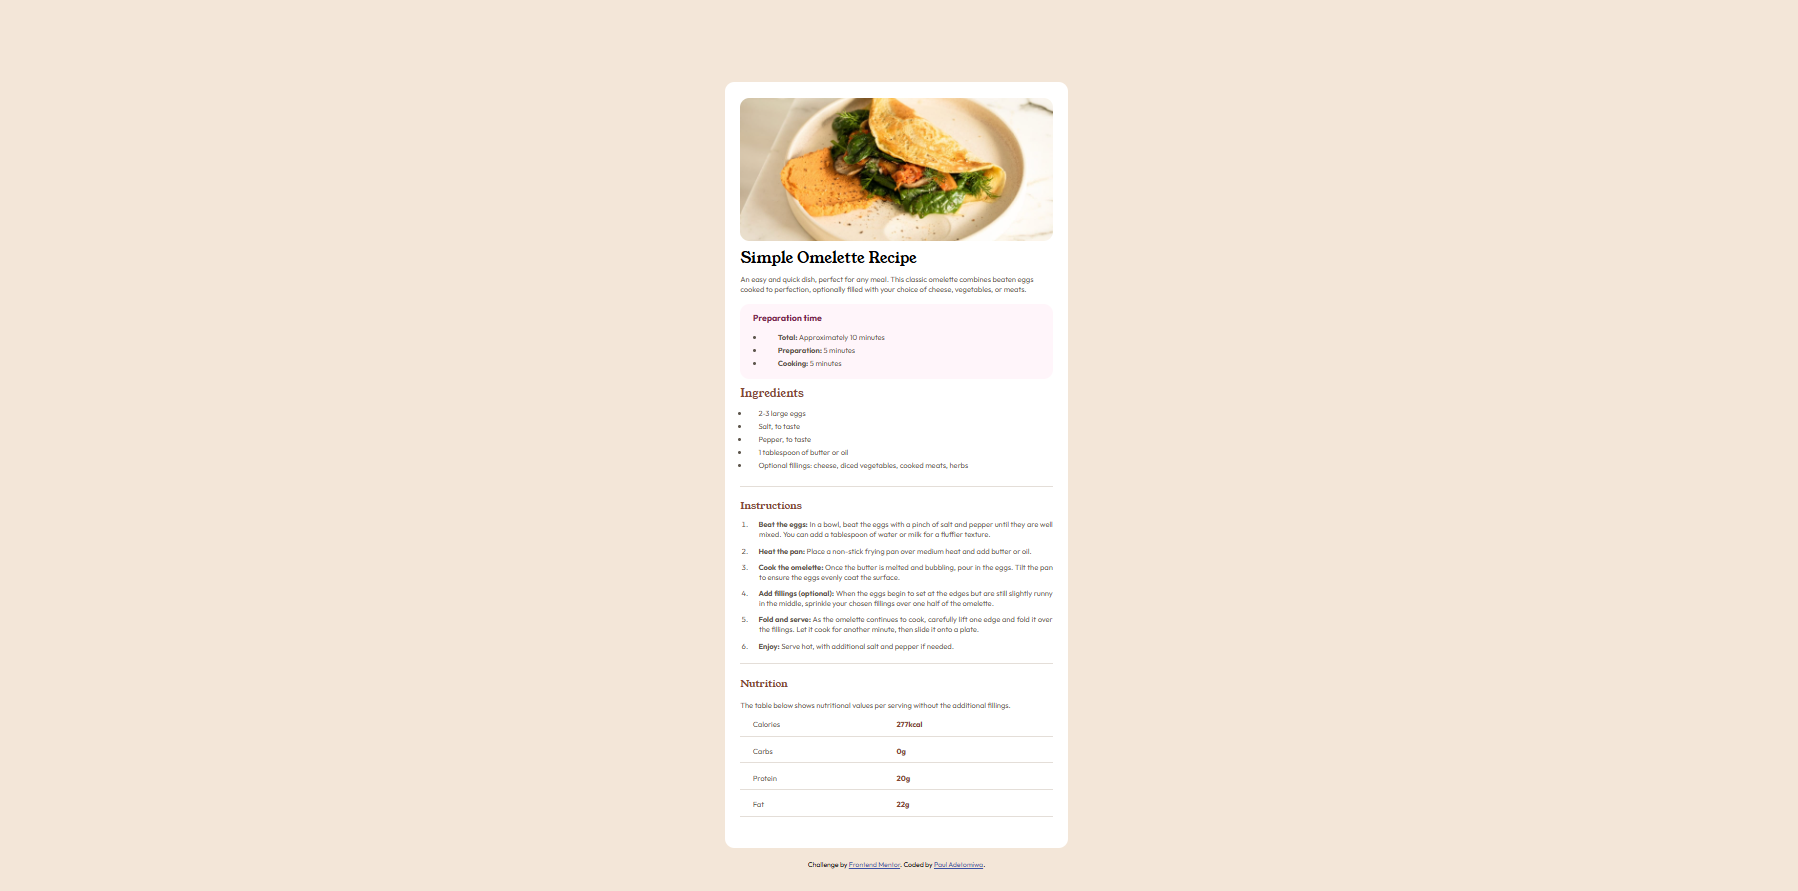 Simple Omelette Recipe
An easy and quick dish, perfect for any meal. This classic omelette combines beaten eggs
cooked to perfection, optionally filled with your choice of cheese, vegetables, or meats.
Preparation time
• Total: Approximately 10 minutes
• Preparation: 5 minutes
• Cooking: 5 minutes
Ingredients
• 2-3 large eggs
• Salt, to taste
• Pepper, to taste
• 1 tablespoon of butter or oil
• Optional fillings: cheese, diced vegetables, cooked meats, herbs
Instructions
1. Beat the eggs: In a bowl, beat the eggs with a pinch of salt and pepper until they are well
mixed. You can add a tablespoon of water or milk for a fluffier texture.
2. Heat the pan: Place a non-stick frying pan over medium heat and add butter or oil.
3. Cook the omelette: Once the butter is melted and bubbling, pour in the eggs. Tilt the pan
to ensure the eggs evenly coat the surface.
4. Add fillings (optional): When the eggs begin to set at the edges but are still slightly runny
in the middle, sprinkle your chosen fillings over one half of the omelette.
5. Fold and serve: As the omelette continues to cook, carefully lift one edge and fold it over
the fillings. Let it cook for another minute, then slide it onto a plate.
6. Enjoy: Serve hot, with additional salt and pepper if needed.
Nutrition
The table below shows nutritional values per serving without the additional fillings.
Calories 277kcal
Carbs 0g
Protein 20g
Fat 22g
Challenge by Frontend Mentor. Coded by Paul Adetomiwa.